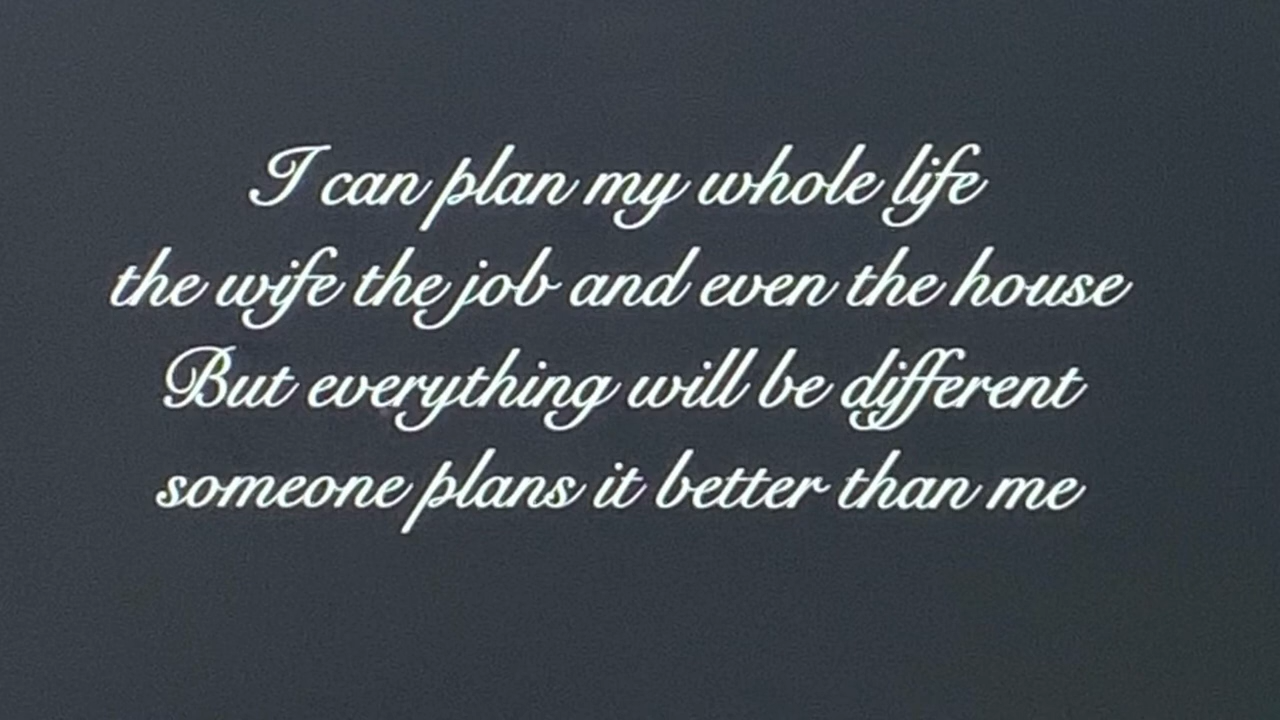 I can plan my whole life
the wife the job and even the house
But everything will be different
someone plans it better than me